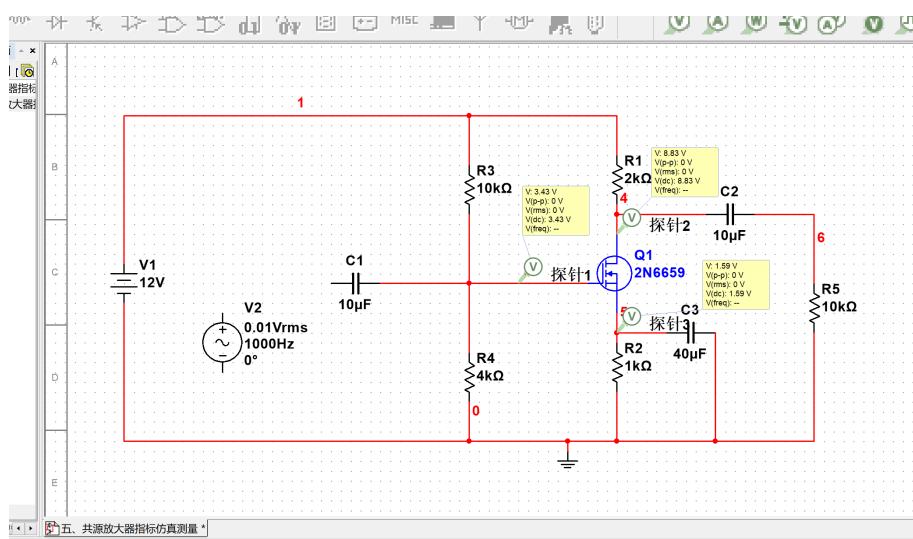 MISC
V A W V A V
器指标
大器
A
B
C
D
E
1
R1
2kΩ
V: 8.83 V
V(p-p): 0 V
V(rms): 0 V
V(dc): 8.83 V
V(freq): --
R3
10kΩ
V: 3.43 V
V(p-p): 0 V
V(rms): 0 V
V(dc): 3.43 V
V(freq): --
4
V
探针2
C2
10µF
6
V1
12V
C1
10µF
V
探针1
Q1
2N6659
V: 1.59 V
V(p-p): 0 V
V(rms): 0 V
V(dc): 1.59 V
V(freq): --
R5
10kΩ
V2
0.01Vrms
1000Hz
0°
5
V
探针3
C3
40µF
R4
4kΩ
R2
1kΩ
0
五、共源放大器指标仿真测量 *